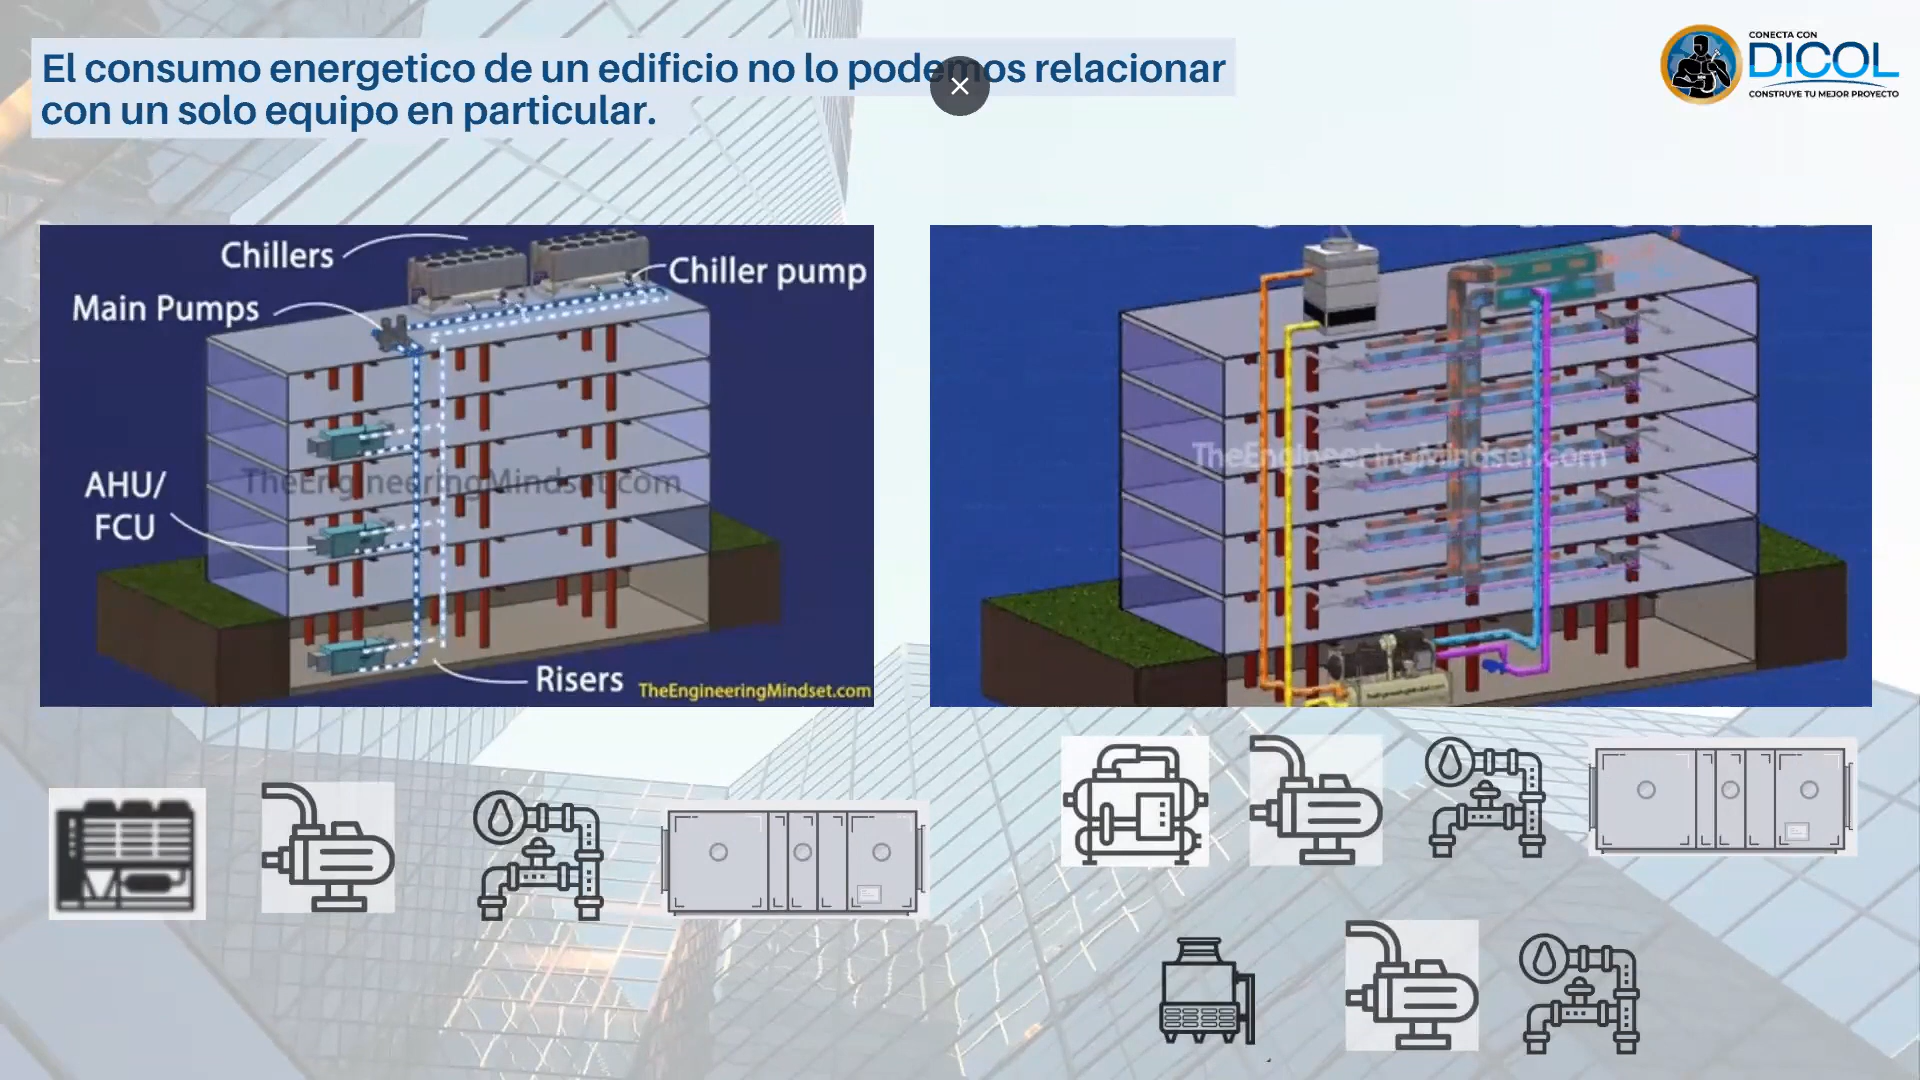 El consumo energetico de un edificio no lo podemos relacionar
con un solo equipo en particular.
CONECTA CON
DICOL
CONSTRUYE TU MEJOR PROYECTO
Chillers
Chiller pump
Main Pumps
AHU/
FCU
TheEngineeringMindset.com
Risers
TheEngineeringMindset.com
TheEngineeringMindset.com